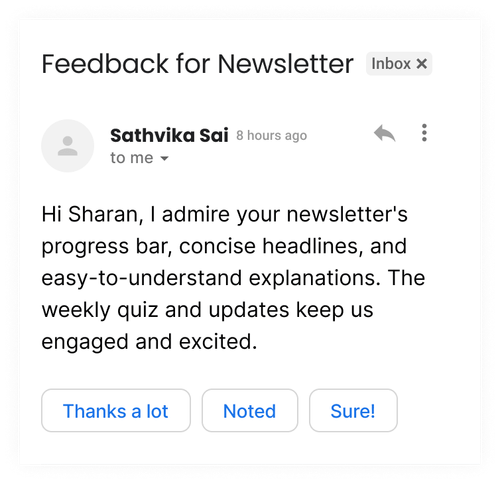 Feedback for Newsletter Inbox ×
Sathvika Sai 8 hours ago
to me
Hi Sharan, I admire your newsletter's
progress bar, concise headlines, and
easy-to-understand explanations. The
weekly quiz and updates keep us
engaged and excited.
Thanks a lot Noted Sure!